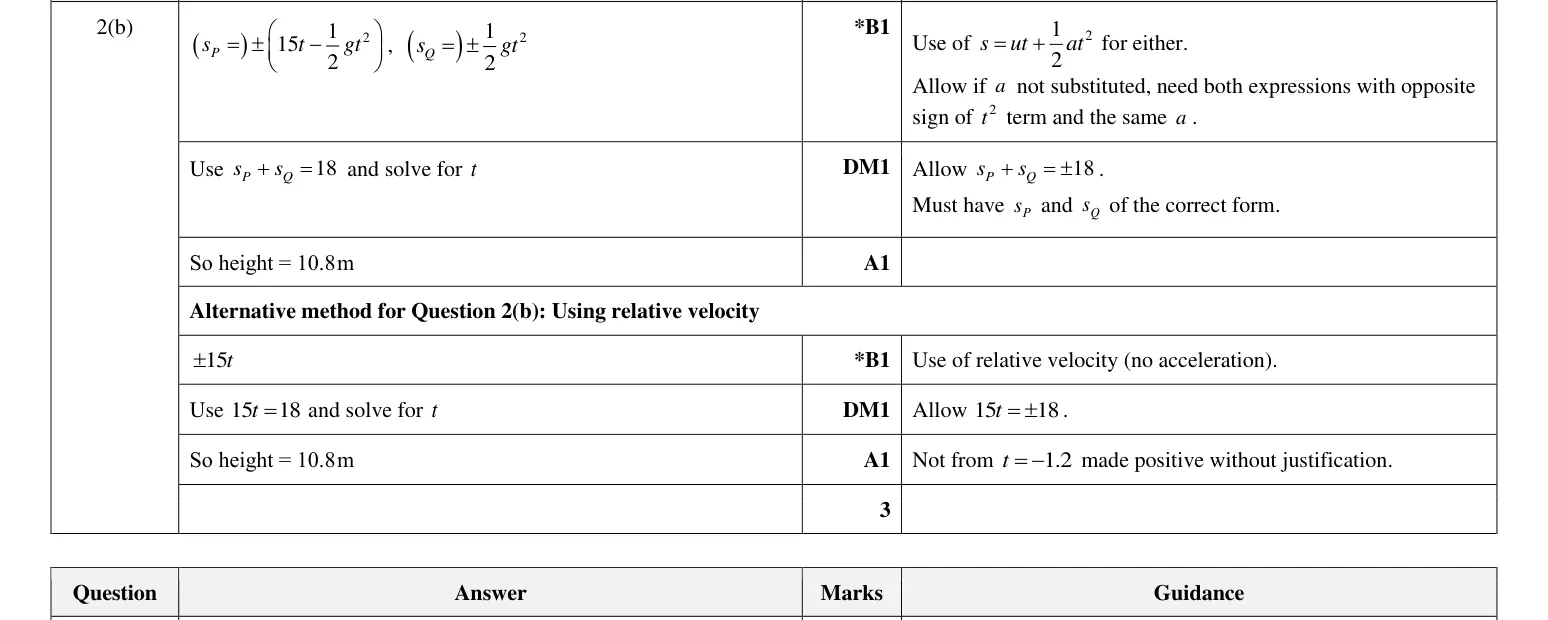 2(b)
(s_P =) ± (15t − 1/2 gt²), (s_Q =) ± 1/2 gt²
*B1
Use of s = ut + 1/2 at² for either.
Allow if a not substituted, need both expressions with opposite
sign of t² term and the same a .
Use s_P + s_Q = 18 and solve for t
DM1
Allow s_P + s_Q = ±18 .
Must have s_P and s_Q of the correct form.
So height = 10.8m
A1
Alternative method for Question 2(b): Using relative velocity
±15t
*B1
Use of relative velocity (no acceleration).
Use 15t = 18 and solve for t
DM1
Allow 15t = ±18 .
So height = 10.8m
A1
Not from t = −1.2 made positive without justification.
3
Question
Answer
Marks
Guidance